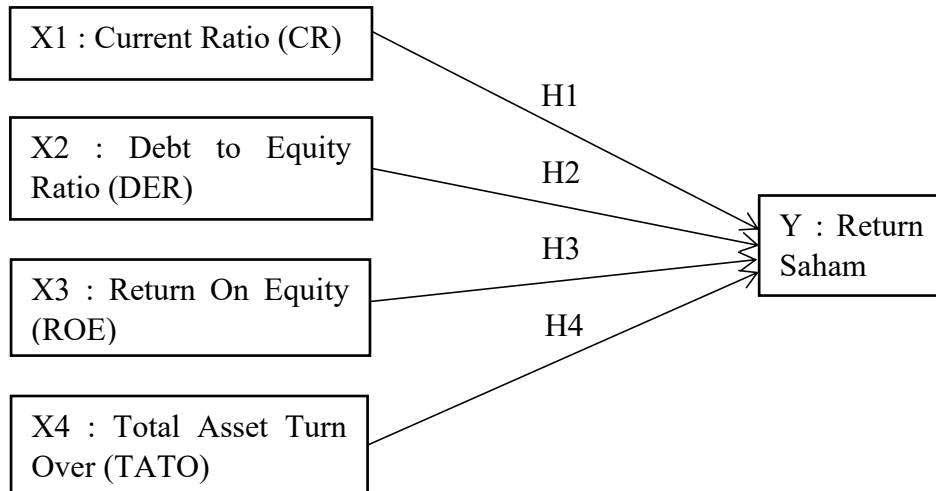 X1 : Current Ratio (CR)
H1
X2 : Debt to Equity
Ratio (DER)
H2
Y : Return
Saham
H3
X3 : Return On Equity
(ROE)
H4
X4 : Total Asset Turn
Over (TATO)